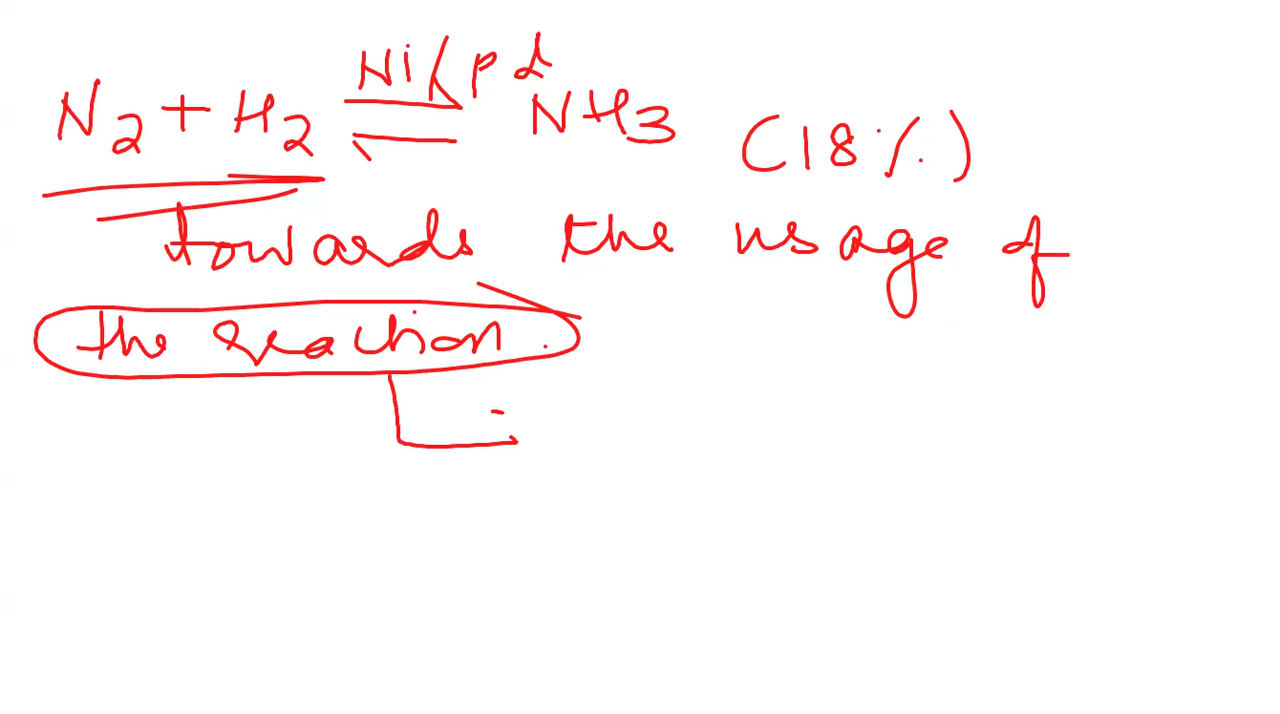 Ni/Pd
N2 + H2 ⇌ NH3 (18%)
towards the usage of
the reaction.